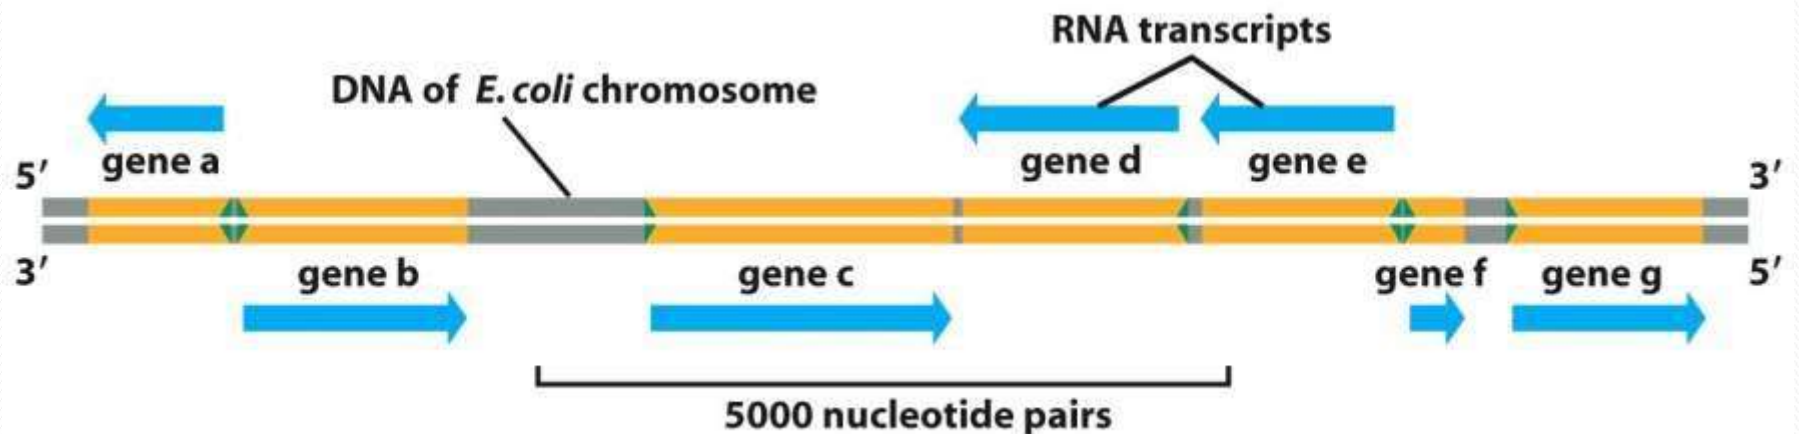 RNA transcripts
DNA of E. coli chromosome
gene a
gene d
gene e
5′
3′
3′
5′
gene b
gene c
gene f
gene g
5000 nucleotide pairs